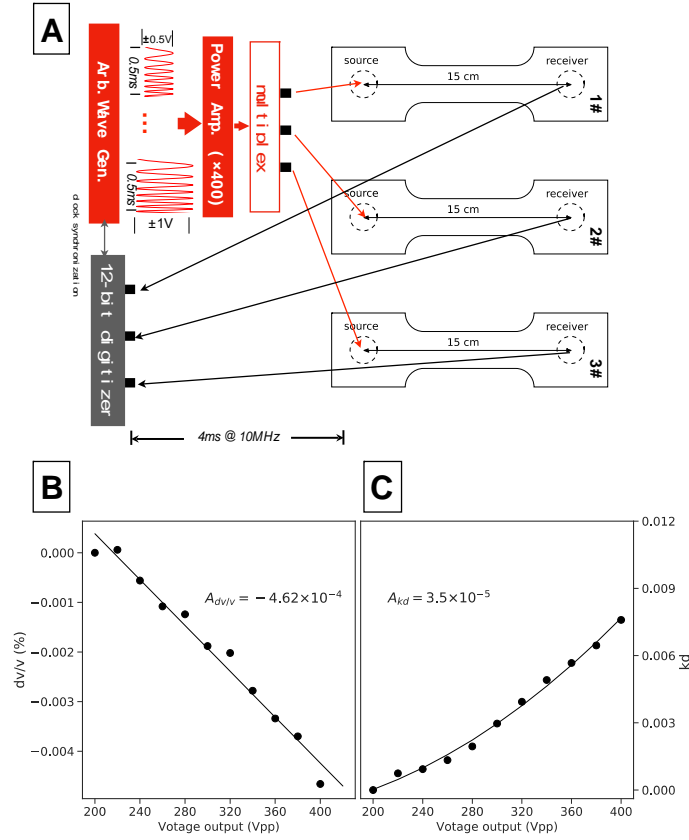 A
Arb. Wave Gen.
±0.5V
0.5ms
...
0.5ms
±1V
Power Amp. (×400)
multiplex
clock synchronization
12-bit digitizer
source
receiver
15 cm
1#
source
receiver
15 cm
2#
source
receiver
15 cm
3#
4ms @ 10MHz
B
0.000
−0.001
−0.002
−0.003
−0.004
dv/v (%)
A_{dv/v} = −4.62×10^{-4}
200
240
280
320
360
400
Votage output (Vpp)
C
A_{kd} = 3.5×10^{-5}
0.012
0.009
0.006
0.003
0.000
kd
200
240
280
320
360
400
Votage output (Vpp)